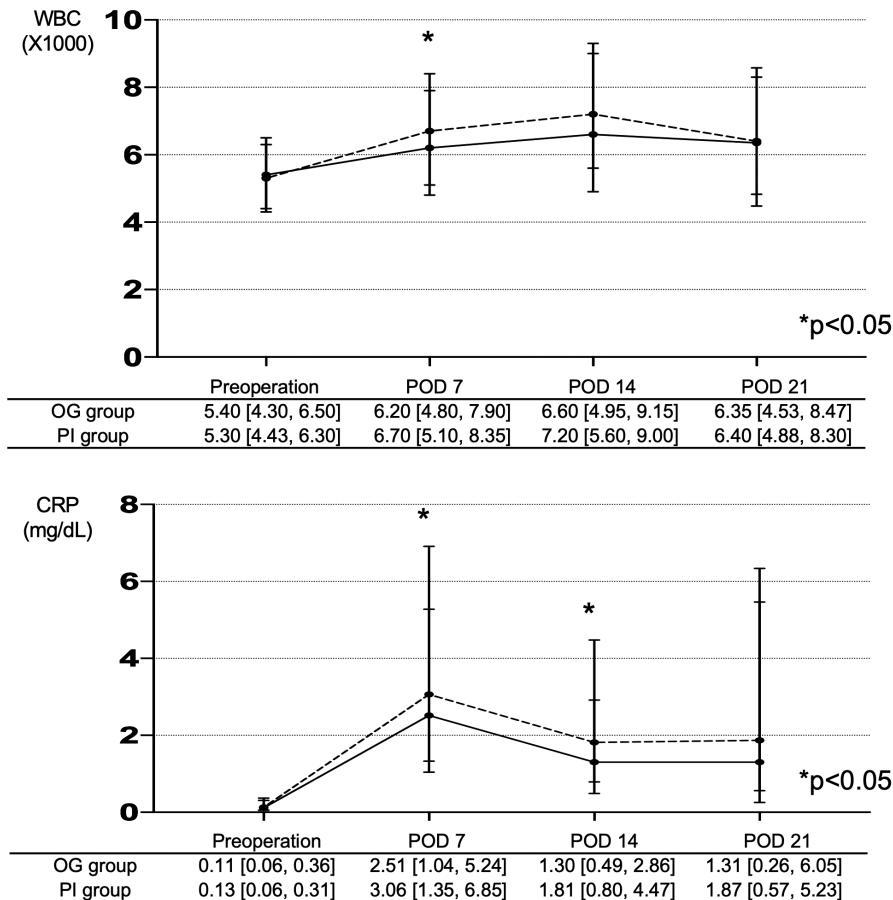 WBC
(X1000)
10
8
6
4
2
0
*
*p<0.05
Preoperation POD 7 POD 14 POD 21
OG group 5.40 [4.30, 6.50] 6.20 [4.80, 7.90] 6.60 [4.95, 9.15] 6.35 [4.53, 8.47]
PI group 5.30 [4.43, 6.30] 6.70 [5.10, 8.35] 7.20 [5.60, 9.00] 6.40 [4.88, 8.30]
CRP
(mg/dL)
8
6
4
2
0
*
*
*p<0.05
Preoperation POD 7 POD 14 POD 21
OG group 0.11 [0.06, 0.36] 2.51 [1.04, 5.24] 1.30 [0.49, 2.86] 1.31 [0.26, 6.05]
PI group 0.13 [0.06, 0.31] 3.06 [1.35, 6.85] 1.81 [0.80, 4.47] 1.87 [0.57, 5.23]